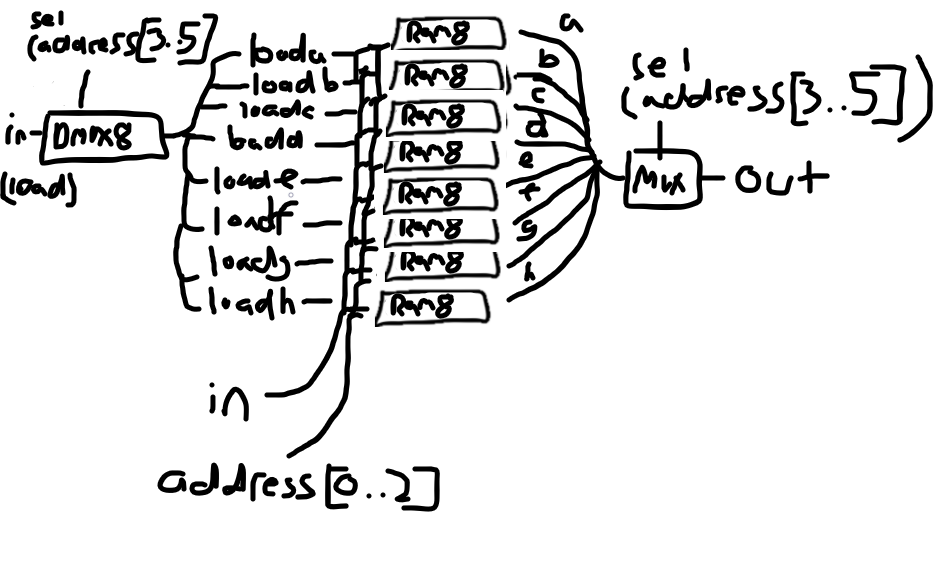 sel
(address[3..5]
in
Dmux8
(load)
loada
loadb
loadc
loadd
loade
loadf
loadg
loadh
Ram8
Ram8
Ram8
Ram8
Ram8
Ram8
Ram8
Ram8
a
b
c
d
e
f
g
h
sel
(address[3..5])
Mux
out
in
address[0..2]